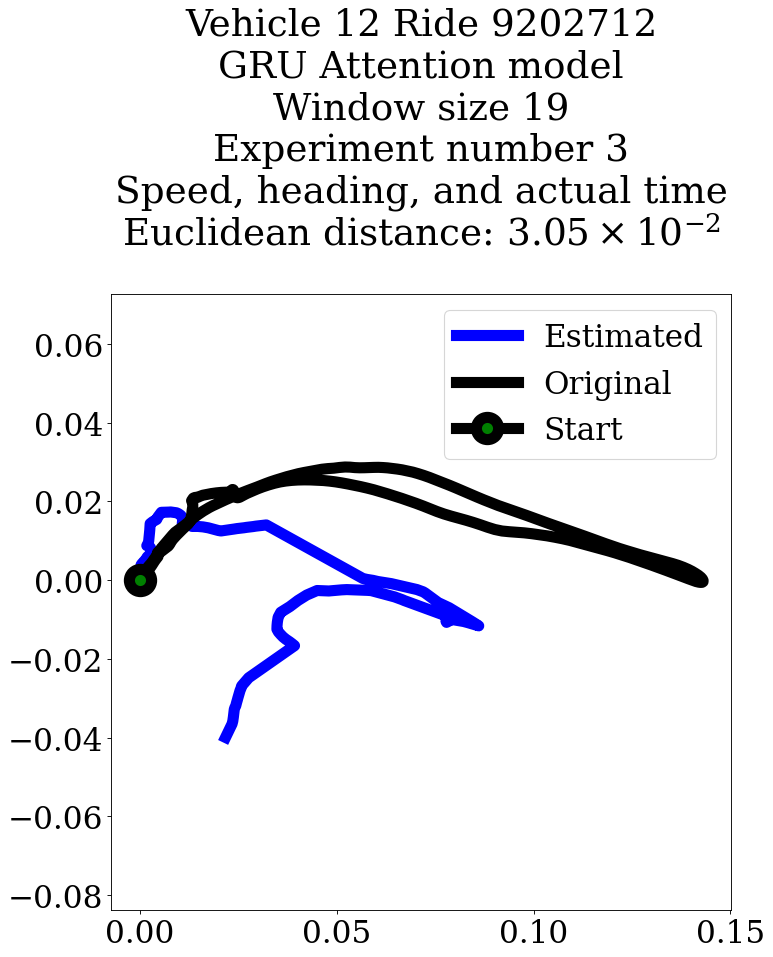 Vehicle 12 Ride 9202712
GRU Attention model
Window size 19
Experiment number 3
Speed, heading, and actual time
Euclidean distance: 3.05 × 10⁻²
Estimated
Original
Start
0.06
0.04
0.02
0.00
−0.02
−0.04
−0.06
−0.08
0.00 0.05 0.10 0.15